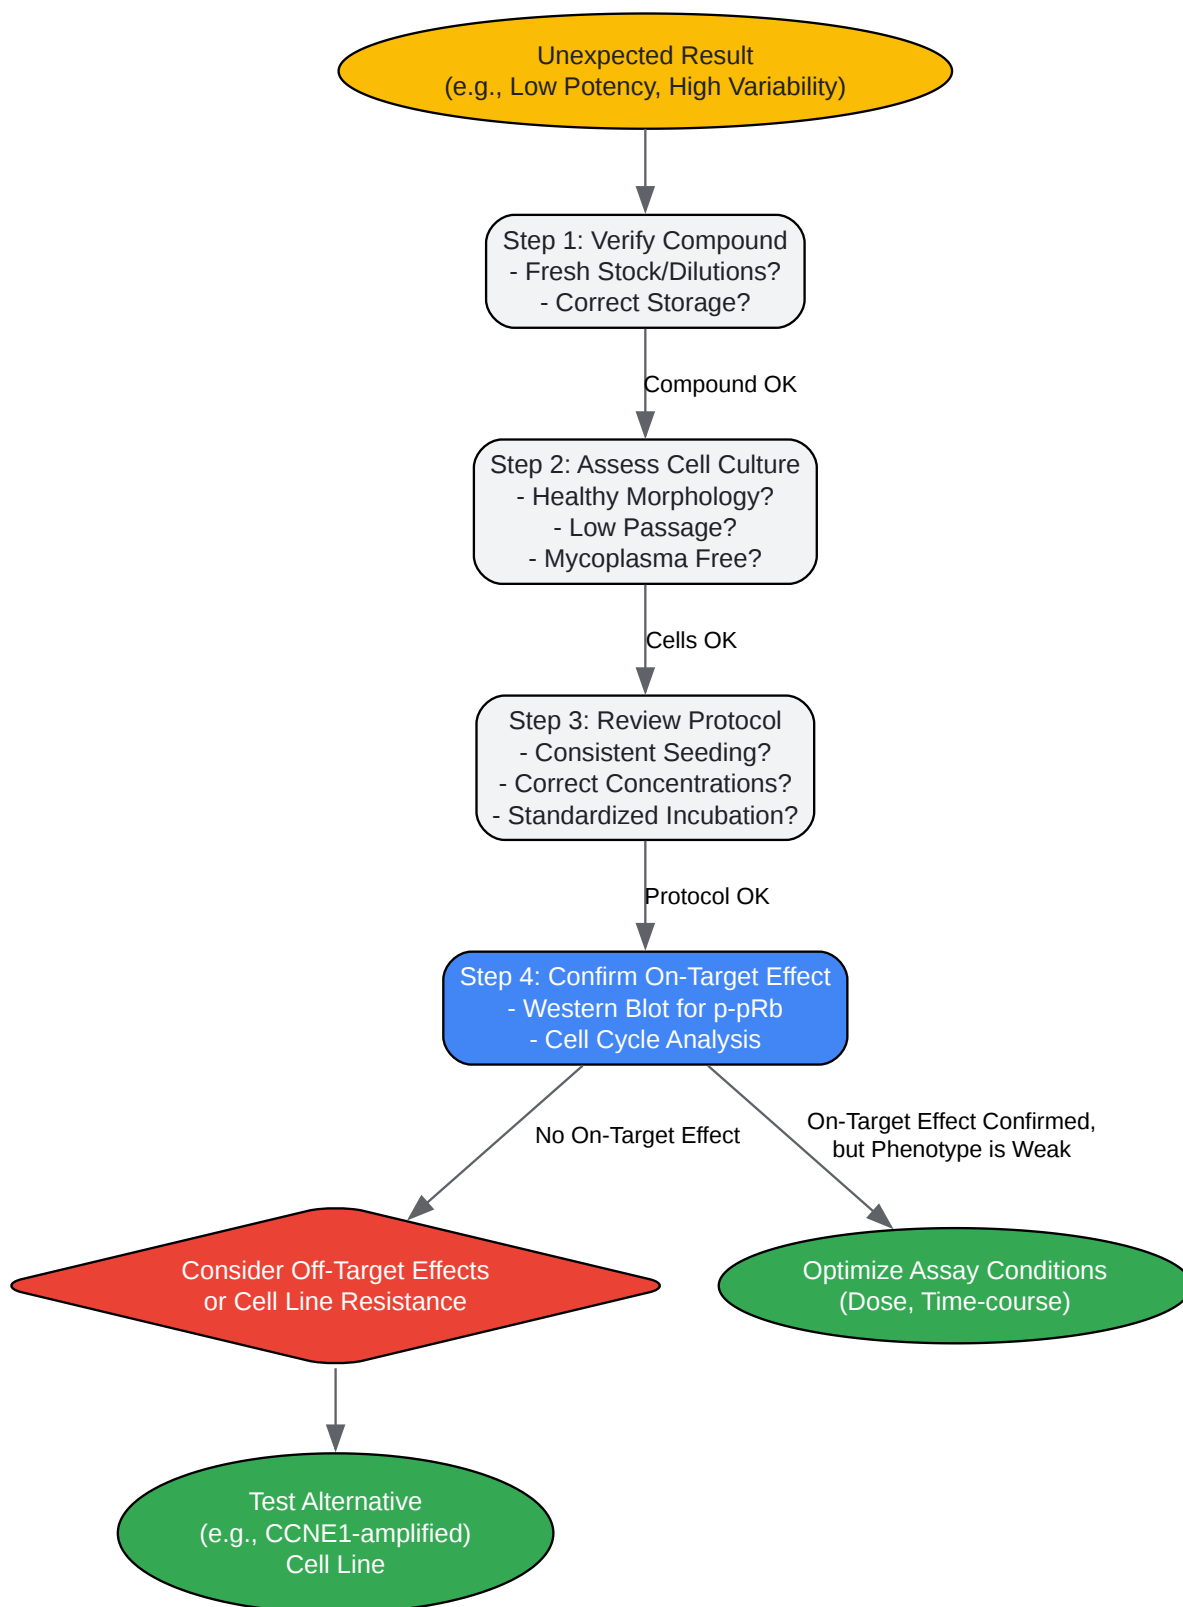 Unexpected Result
(e.g., Low Potency, High Variability)
Step 1: Verify Compound
- Fresh Stock/Dilutions?
- Correct Storage?
Compound OK
Step 2: Assess Cell Culture
- Healthy Morphology?
- Low Passage?
- Mycoplasma Free?
Cells OK
Step 3: Review Protocol
- Consistent Seeding?
- Correct Concentrations?
- Standardized Incubation?
Protocol OK
Step 4: Confirm On-Target Effect
- Western Blot for p-pRb
- Cell Cycle Analysis
No On-Target Effect
On-Target Effect Confirmed,
but Phenotype is Weak
Consider Off-Target Effects
or Cell Line Resistance
Optimize Assay Conditions
(Dose, Time-course)
Test Alternative
(e.g., CCNE1-amplified)
Cell Line